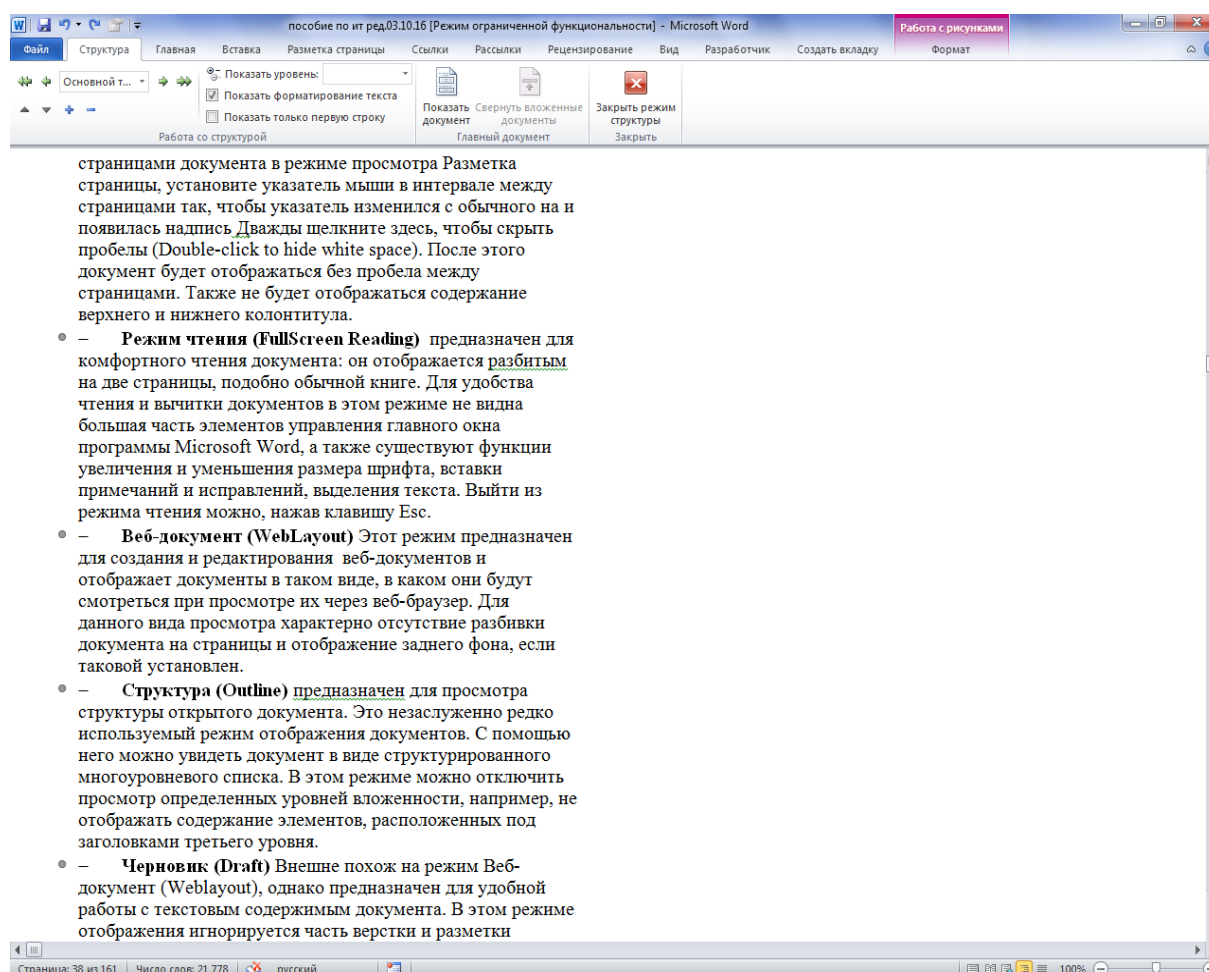 пособие по ит ред.03.10.16 [Режим ограниченной функциональности] - Microsoft Word
Работа с рисунками
Файл Структура Главная Вставка Разметка страницы Ссылки Рассылки Рецензирование Вид Разработчик Создать вкладку Формат
Основной т...
Показать уровень:
Показать форматирование текста
Показать только первую строку
Показать документ
Свернуть вложенные документы
Закрыть режим структуры
Работа со структурой
Главный документ
Закрыть
страницами документа в режиме просмотра Разметка
страницы, установите указатель мыши в интервале между
страницами так, чтобы указатель изменился с обычного на и
появилась надпись Дважды щелкните здесь, чтобы скрыть
пробелы (Double-click to hide white space). После этого
документ будет отображаться без пробела между
страницами. Также не будет отображаться содержание
верхнего и нижнего колонтитула.
– Режим чтения (FullScreen Reading) предназначен для
комфортного чтения документа: он отображается разбитым
на две страницы, подобно обычной книге. Для удобства
чтения и вычитки документов в этом режиме не видна
большая часть элементов управления главного окна
программы Microsoft Word, а также существуют функции
увеличения и уменьшения размера шрифта, вставки
примечаний и исправлений, выделения текста. Выйти из
режима чтения можно, нажав клавишу Esc.
– Веб-документ (WebLayout) Этот режим предназначен
для создания и редактирования веб-документов и
отображает документы в таком виде, в каком они будут
смотреться при просмотре их через веб-браузер. Для
данного вида просмотра характерно отсутствие разбивки
документа на страницы и отображение заднего фона, если
таковой установлен.
– Структура (Outline) предназначен для просмотра
структуры открытого документа. Это незаслуженно редко
используемый режим отображения документов. С помощью
него можно увидеть документ в виде структурированного
многоуровневого списка. В этом режиме можно отключить
просмотр определенных уровней вложенности, например, не
отображать содержание элементов, расположенных под
заголовками третьего уровня.
– Черновик (Draft) Внешне похож на режим Веб-
документ (Weblayout), однако предназначен для удобной
работы с текстовым содержимым документа. В этом режиме
отображения игнорируется часть верстки и разметки
Страница: 38 из 161 Число слов: 21 778 русский 100%